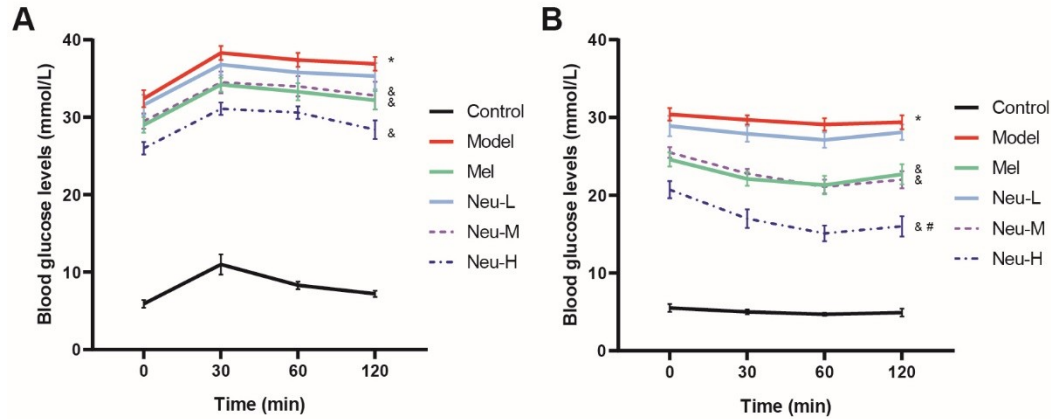 A
Blood glucose levels (mmol/L)
40
30
20
10
0
0 30 60 120
Time (min)
*
&
&
&
Control
Model
Mel
Neu-L
Neu-M
Neu-H
B
Blood glucose levels (mmol/L)
40
30
20
10
0
0 30 60 120
Time (min)
*
&
&
& #
Control
Model
Mel
Neu-L
Neu-M
Neu-H